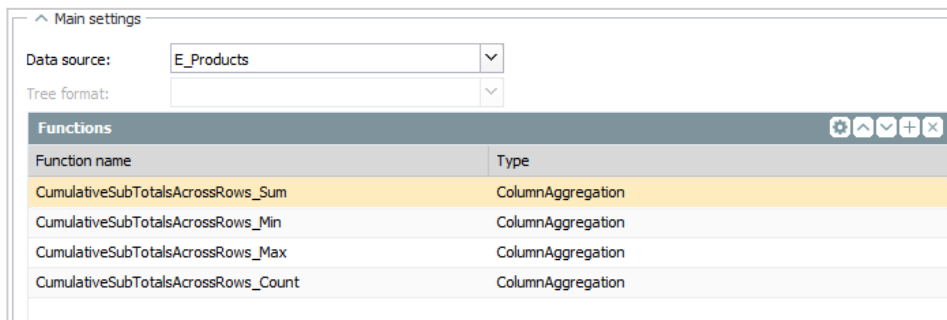 Main settings
Data source: E_Products
Tree format:
Functions
Function name Type
CumulativeSubTotalsAcrossRows_Sum ColumnAggregation
CumulativeSubTotalsAcrossRows_Min ColumnAggregation
CumulativeSubTotalsAcrossRows_Max ColumnAggregation
CumulativeSubTotalsAcrossRows_Count ColumnAggregation